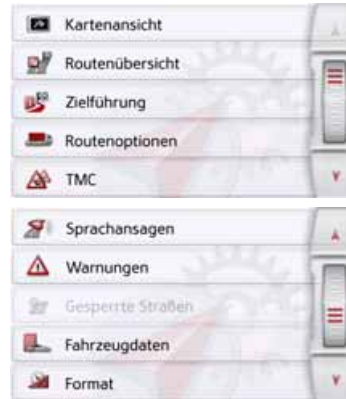 Kartenansicht
Routenübersicht
Zielführung
Routenoptionen
TMC
Sprachansagen
Warnungen
Gesperrte Straßen
Fahrzeugdaten
Format